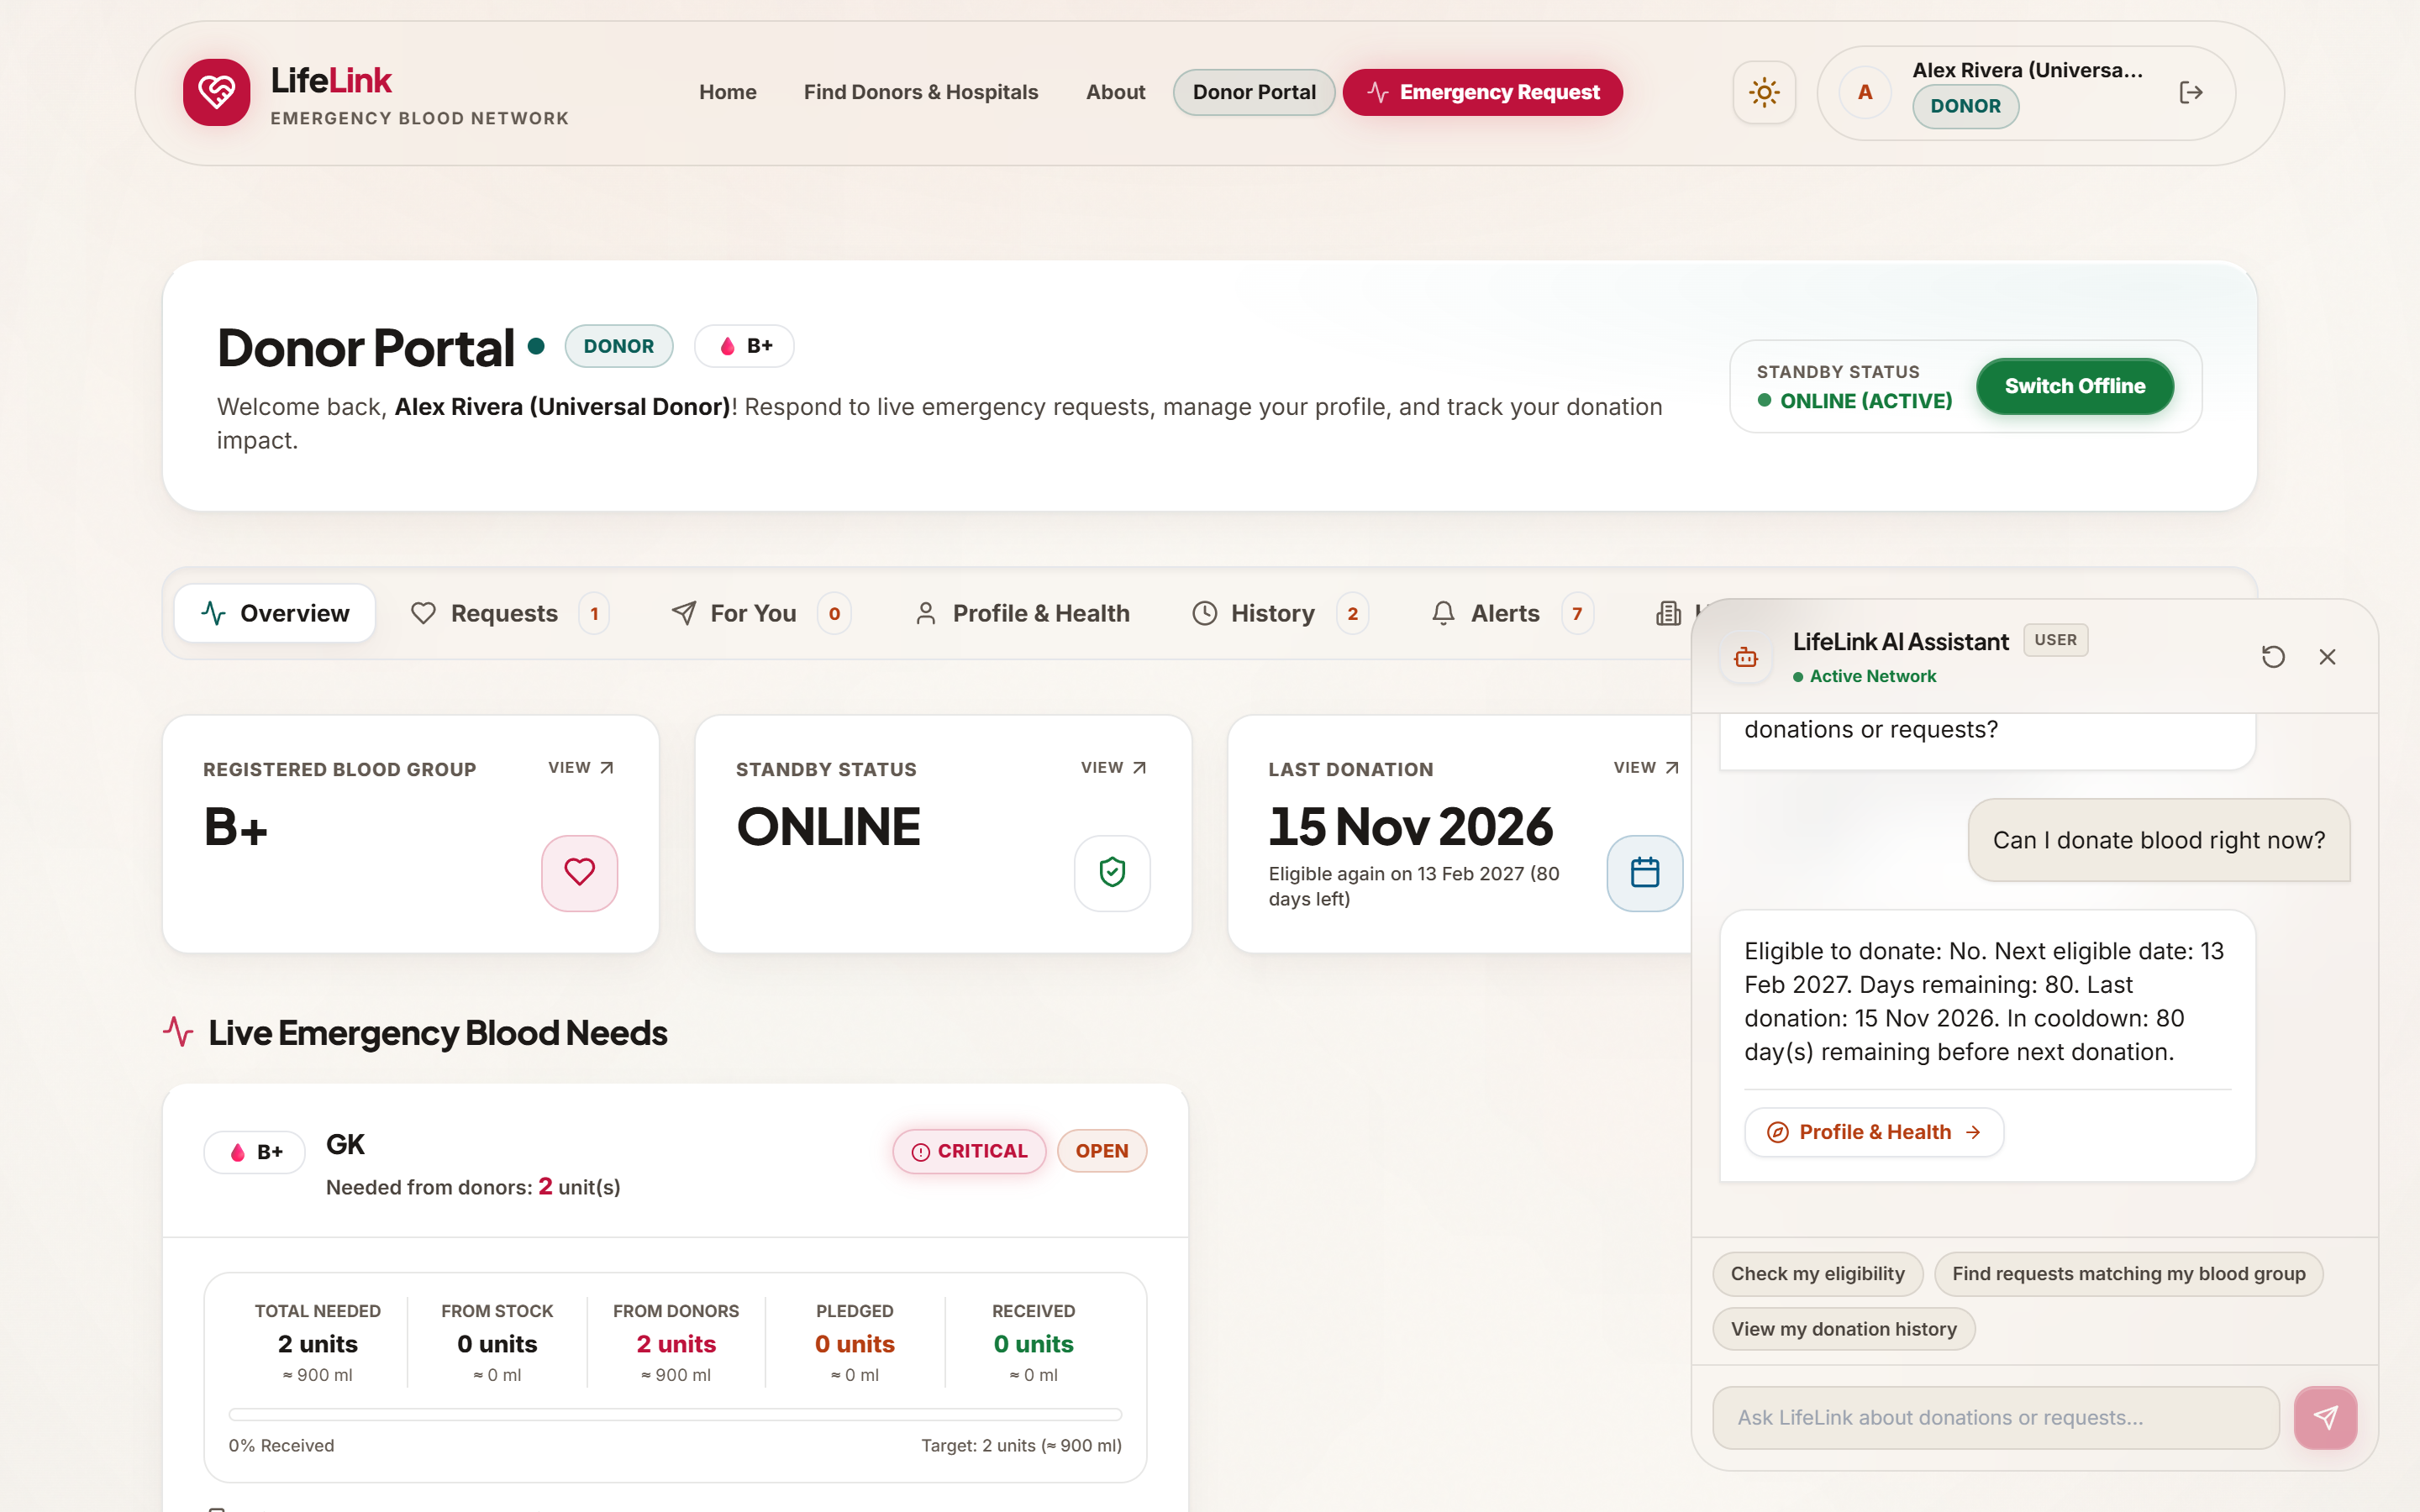 LifeLink
EMERGENCY BLOOD NETWORK
Home
Find Donors & Hospitals
About
Donor Portal
Emergency Request
A
Alex Rivera (Universa...
DONOR
Donor Portal
DONOR
B+
Welcome back, Alex Rivera (Universal Donor)! Respond to live emergency requests, manage your profile, and track your donation
impact.
STANDBY STATUS
ONLINE (ACTIVE)
Switch Offline
Overview
Requests 1
For You 0
Profile & Health
History 2
Alerts 7
REGISTERED BLOOD GROUP
VIEW
B+
STANDBY STATUS
VIEW
ONLINE
LAST DONATION
VIEW
15 Nov 2026
Eligible again on 13 Feb 2027 (80
days left)
Live Emergency Blood Needs
B+
GK
Needed from donors: 2 unit(s)
CRITICAL
OPEN
TOTAL NEEDED
2 units
≈ 900 ml
FROM STOCK
0 units
≈ 0 ml
FROM DONORS
2 units
≈ 900 ml
PLEDGED
0 units
≈ 0 ml
RECEIVED
0 units
≈ 0 ml
0% Received
Target: 2 units (≈ 900 ml)
LifeLink AI Assistant
USER
Active Network
donations or requests?
Can I donate blood right now?
Eligible to donate: No. Next eligible date: 13
Feb 2027. Days remaining: 80. Last
donation: 15 Nov 2026. In cooldown: 80
day(s) remaining before next donation.
Profile & Health
Check my eligibility
Find requests matching my blood group
View my donation history
Ask LifeLink about donations or requests...